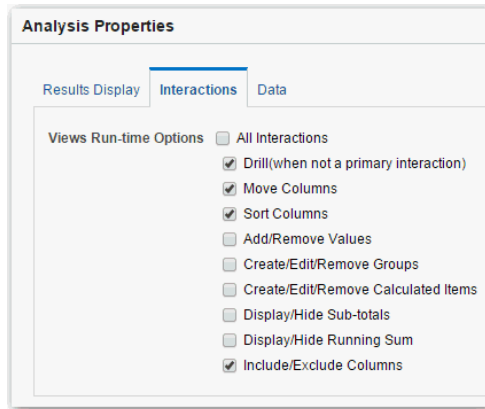 Analysis Properties
Results Display Interactions Data
Views Run-time Options All Interactions
Drill(when not a primary interaction)
Move Columns
Sort Columns
Add/Remove Values
Create/Edit/Remove Groups
Create/Edit/Remove Calculated Items
Display/Hide Sub-totals
Display/Hide Running Sum
Include/Exclude Columns